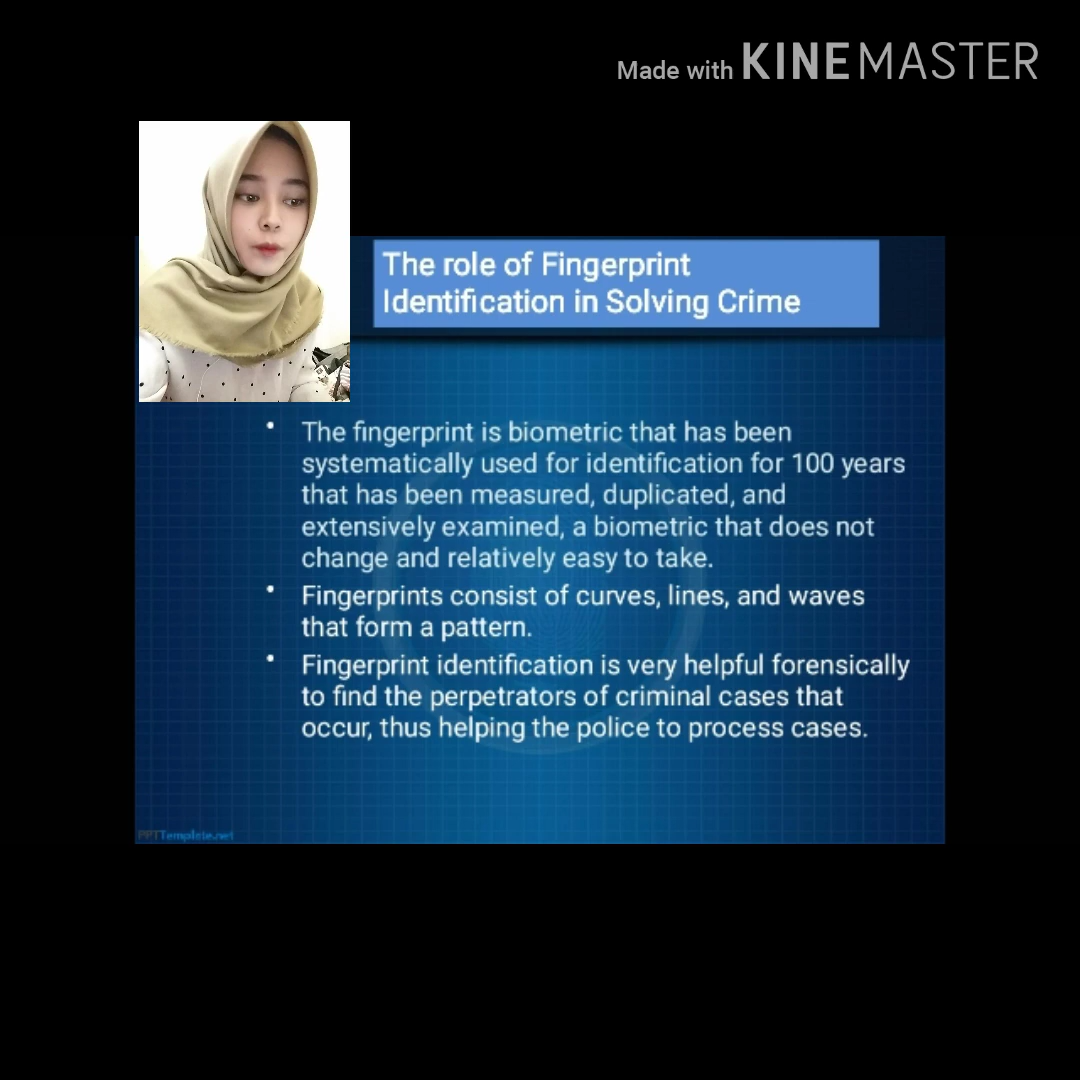 Made with KINEMASTER
The role of Fingerprint
Identification in Solving Crime
• The fingerprint is biometric that has been
systematically used for identification for 100 years
that has been measured, duplicated, and
extensively examined, a biometric that does not
change and relatively easy to take.
• Fingerprints consist of curves, lines, and waves
that form a pattern.
• Fingerprint identification is very helpful forensically
to find the perpetrators of criminal cases that
occur, thus helping the police to process cases.
PPTTemplate.net